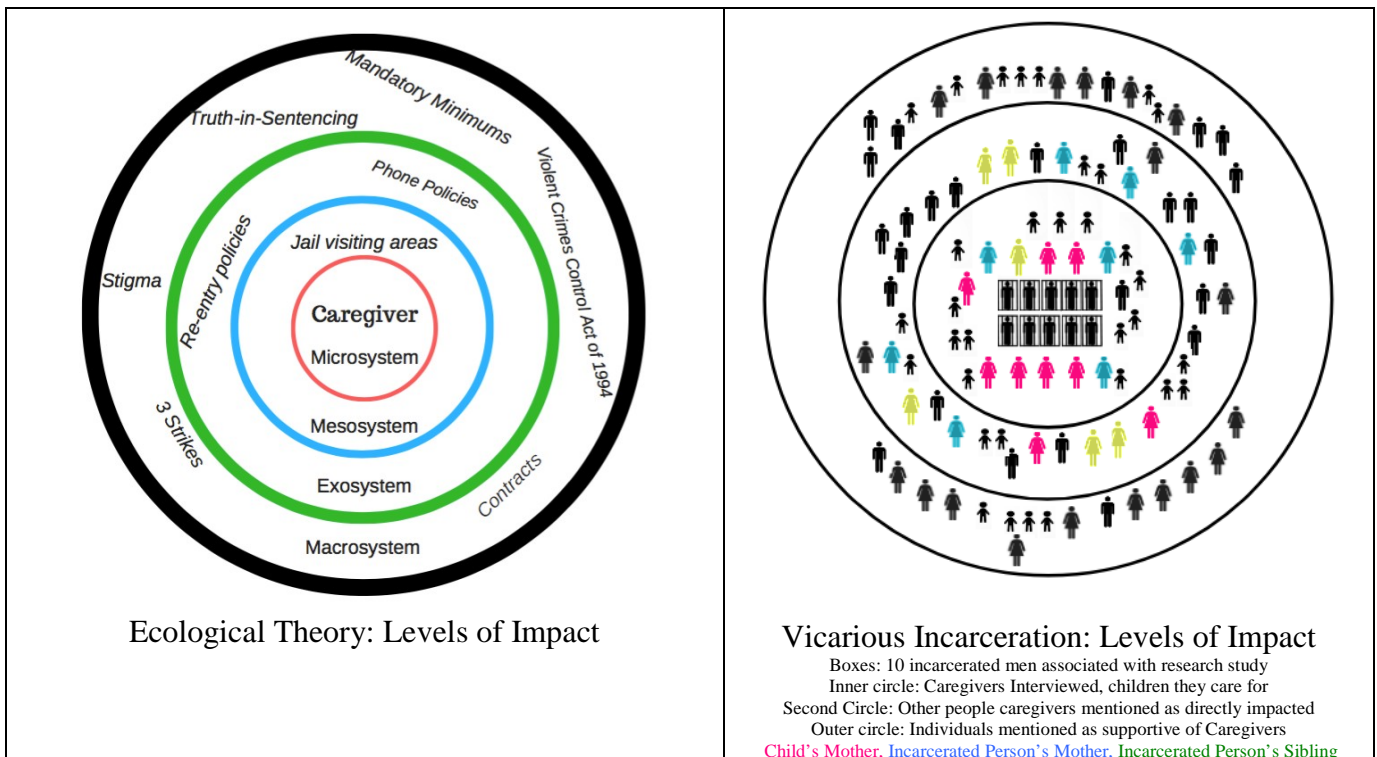 Mandatory Minimums
Truth-in-Sentencing
Phone Policies
Violent Crimes Control Act of 1994
Re-entry policies
Jail visiting areas
Stigma
Caregiver
Microsystem
3 Strikes
Mesosystem
Exosystem
Contracts
Macrosystem
Ecological Theory: Levels of Impact
Vicarious Incarceration: Levels of Impact
Boxes: 10 incarcerated men associated with research study
Inner circle: Caregivers Interviewed, children they care for
Second Circle: Other people caregivers mentioned as directly impacted
Outer circle: Individuals mentioned as supportive of Caregivers
Child's Mother, Incarcerated Person's Mother, Incarcerated Person's Sibling